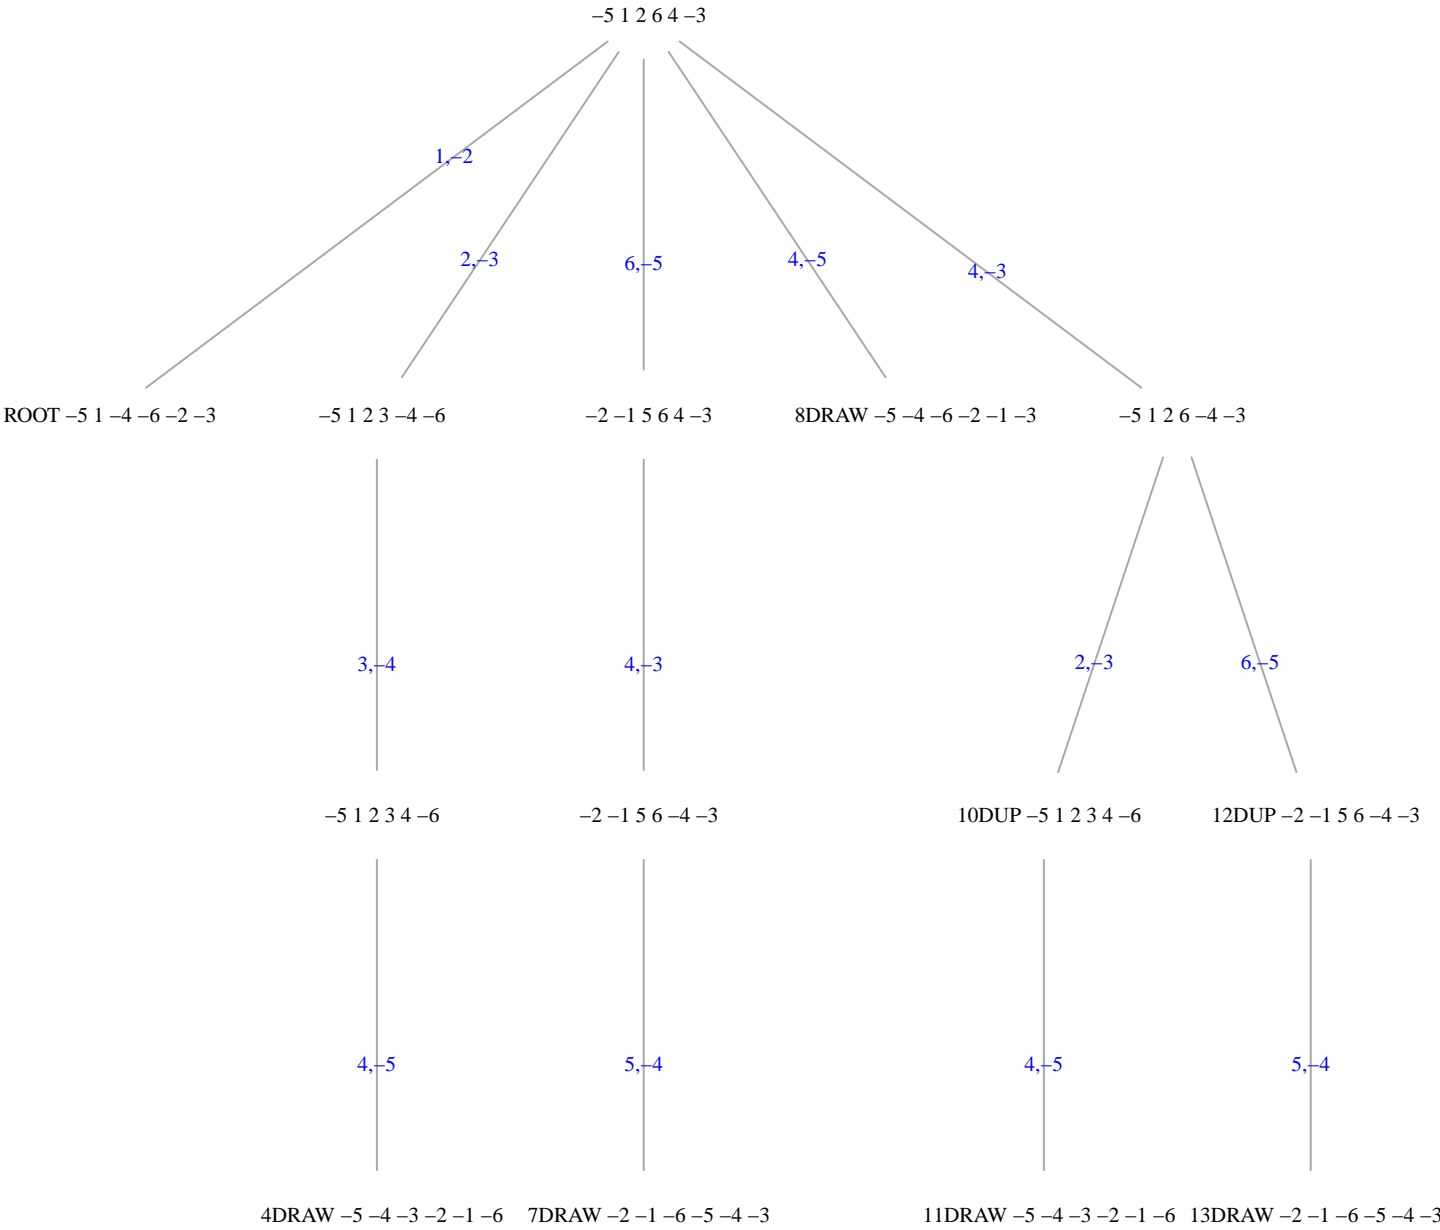 –5 1 2 6 4 –3
1,–2
2,–3
6,–5
4,–5
4,–3
ROOT –5 1 –4 –6 –2 –3
–5 1 2 3 –4 –6
–2 –1 5 6 4 –3
8DRAW –5 –4 –6 –2 –1 –3
–5 1 2 6 –4 –3
3,–4
4,–3
2,–3
6,–5
–5 1 2 3 4 –6
–2 –1 5 6 –4 –3
10DUP –5 1 2 3 4 –6
12DUP –2 –1 5 6 –4 –3
4,–5
5,–4
4,–5
5,–4
4DRAW –5 –4 –3 –2 –1 –6
7DRAW –2 –1 –6 –5 –4 –3
11DRAW –5 –4 –3 –2 –1 –6
13DRAW –2 –1 –6 –5 –4 –3